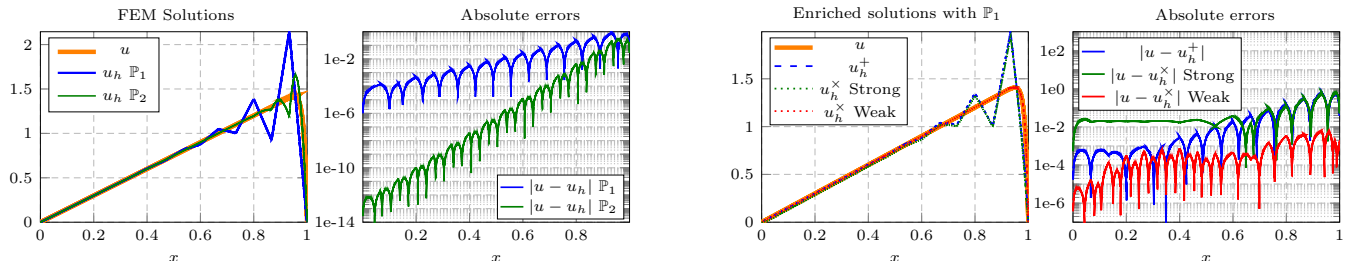 FEM Solutions
u
u_h ℙ₁
u_h ℙ₂
2
1.5
1
0.5
0
0 0.2 0.4 0.6 0.8 1
x
Absolute errors
1e-2
1e-6
1e-10
1e-14
|u − u_h| ℙ₁
|u − u_h| ℙ₂
0 0.2 0.4 0.6 0.8
Enriched solutions with ℙ₁
u
u_h^+
u_h^× Strong
u_h^× Weak
1.5
1
0.5
0
0 0.2 0.4 0.6 0.8 1
x
Absolute errors
|u − u_h^+|
|u − u_h^×| Strong
|u − u_h^×| Weak
1e2
1e0
1e-2
1e-4
1e-6
0 0.2 0.4 0.6 0.8 1
x